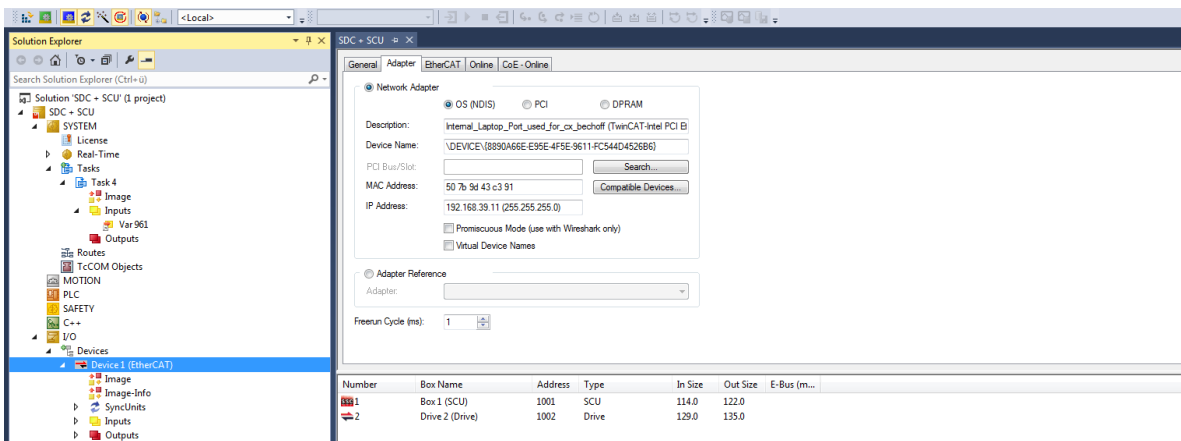 <Local>
Solution Explorer
Search Solution Explorer (Ctrl+ü)
Solution 'SDC + SCU' (1 project)
SDC + SCU
SYSTEM
License
Real-Time
Tasks
Task 4
Image
Inputs
Var 961
Outputs
Routes
TcCOM Objects
MOTION
PLC
SAFETY
C++
I/O
Devices
Device 1 (EtherCAT)
Image
Image-Info
SyncUnits
Inputs
Outputs
SDC + SCU
General Adapter EtherCAT Online CoE - Online
Network Adapter
OS (NDIS) PCI DPRAM
Description: Internal_Laptop_Port_used_for_cx_bechoff (TwinCAT-Intel PCI Et
Device Name: \DEVICE\{8890A66E-E95E-4F5E-9611-FC544D4526B6}
PCI Bus/Slot: Search...
MAC Address: 50 7b 9d 43 c3 91 Compatible Devices...
IP Address: 192.168.39.11 (255.255.255.0)
Promiscuous Mode (use with Wireshark only)
Virtual Device Names
Adapter Reference
Adapter:
Freerun Cycle (ms): 1
Number Box Name Address Type In Size Out Size E-Bus (m...
1 Box 1 (SCU) 1001 SCU 114.0 122.0
2 Drive 2 (Drive) 1002 Drive 129.0 135.0